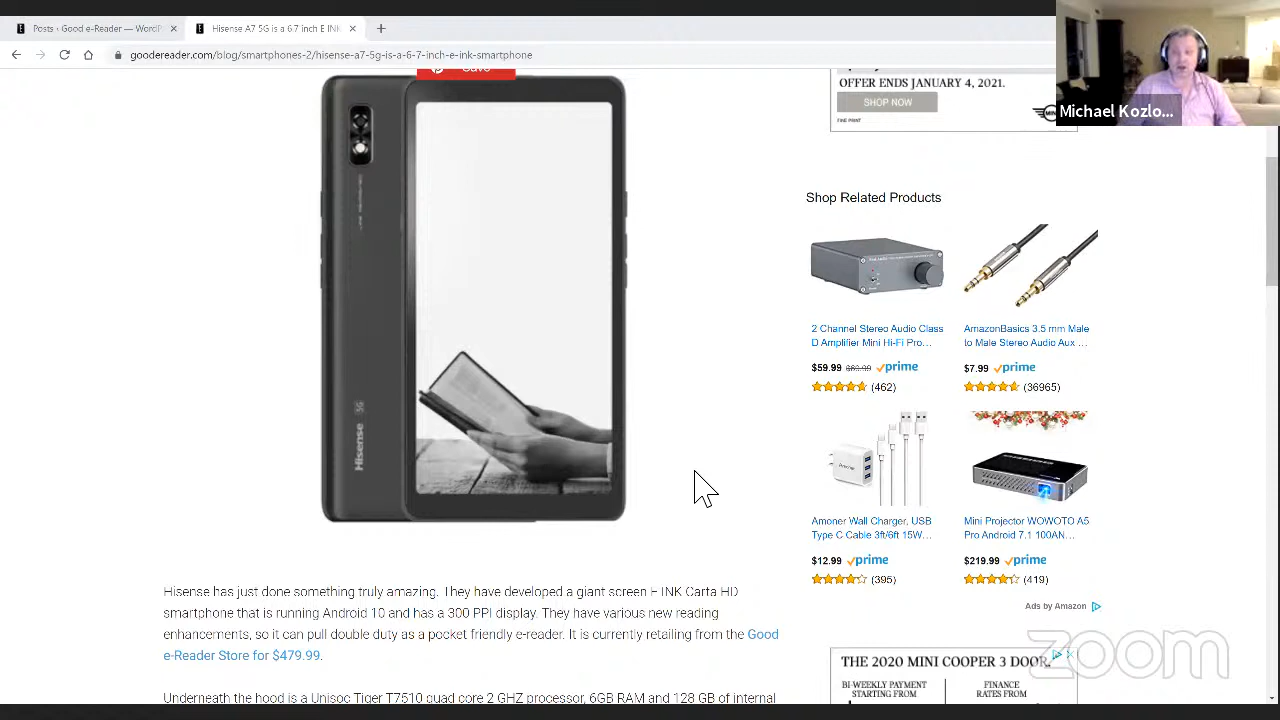 Posts ‹ Good e-Reader — WordP
Hisense A7 5G is a 6.7 inch E INK
goodereader.com/blog/smartphones-2/hisense-a7-5g-is-a-6-7-inch-e-ink-smartphone
Michael Kozlo...
Save
OFFER ENDS JANUARY 4, 2021.
SHOP NOW
FINE PRINT
MINI
Hisense 5G
Shop Related Products
2 Channel Stereo Audio Class
D Amplifier Mini Hi-Fi Pro…
$59.99 prime
(462)
AmazonBasics 3.5 mm Male
to Male Stereo Audio Aux …
$7.99 prime
(36965)
Amoner Wall Charger, USB
Type C Cable 3ft/6ft 15W…
$12.99 prime
(395)
Mini Projector WOWOTO A5
Pro Android 7.1 100AN…
$219.99 prime
(419)
Ads by Amazon
Hisense has just done something truly amazing. They have developed a giant screen E INK Carta HD
smartphone that is running Android 10 and has a 300 PPI display. They have various new reading
enhancements, so it can pull double duty as a pocket friendly e-reader. It is currently retailing from the Good
e-Reader Store for $479.99.
Underneath the hood is a Unisoc Tiger T7510 quad core 2 GHZ processor, 6GB RAM and 128 GB of internal
THE 2020 MINI COOPER 3 DOOR.
BI-WEEKLY PAYMENT
STARTING FROM
FINANCE
RATES FROM
zoom